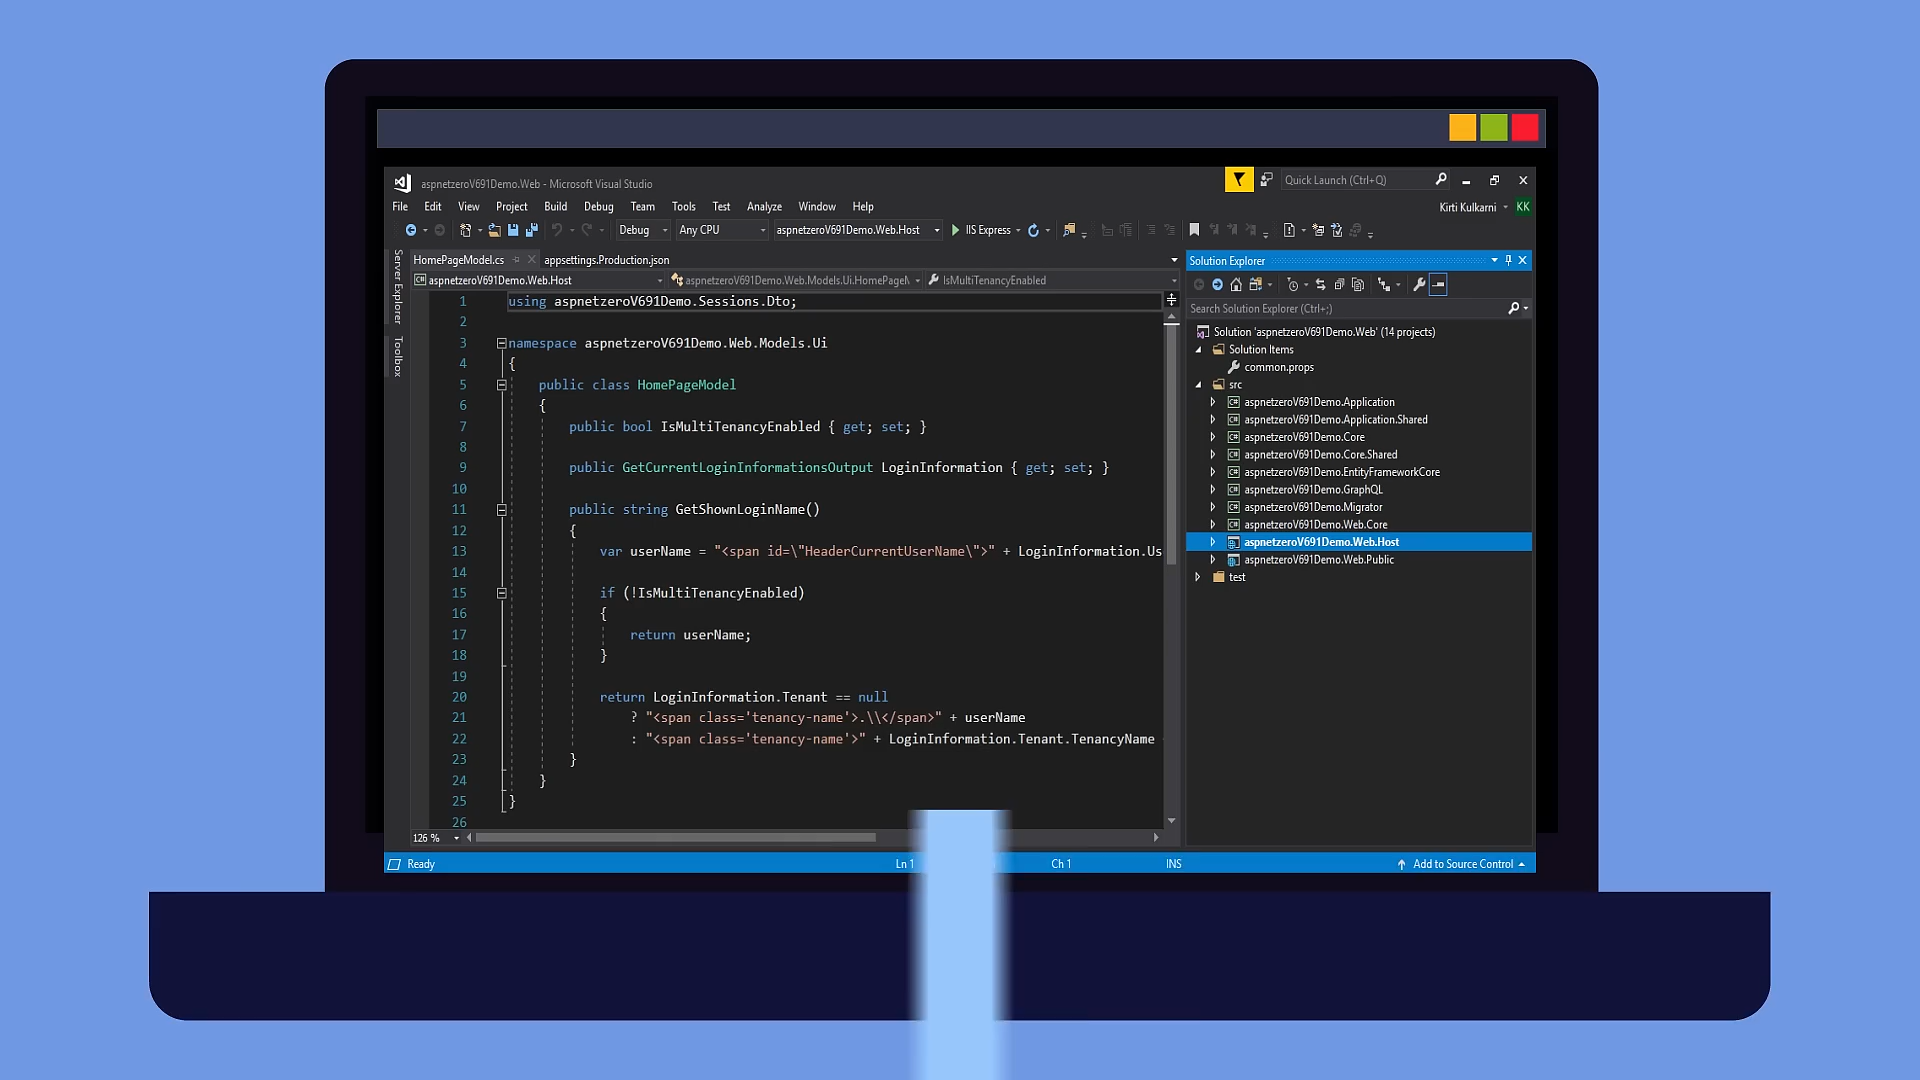 aspnetzeroV691Demo.Web - Microsoft Visual Studio
Quick Launch (Ctrl+Q)
File Edit View Project Build Debug Team Tools Test Analyze Window Help
Kirti Kulkarni KK
Debug Any CPU aspnetzeroV691Demo.Web.Host IIS Express
Server Explorer
Toolbox
HomePageModel.cs appsettings.Production.json
aspnetzeroV691Demo.Web.Host aspnetzeroV691Demo.Web.Models.Ui.HomePageM IsMultiTenancyEnabled
1 using aspnetzeroV691Demo.Sessions.Dto;
2
3 namespace aspnetzeroV691Demo.Web.Models.Ui
4 {
5 public class HomePageModel
6 {
7 public bool IsMultiTenancyEnabled { get; set; }
8
9 public GetCurrentLoginInformationsOutput LoginInformation { get; set; }
10
11 public string GetShownLoginName()
12 {
13 var userName = "<span id=\"HeaderCurrentUserName\">" + LoginInformation.Us
14
15 if (!IsMultiTenancyEnabled)
16 {
17 return userName;
18 }
19
20 return LoginInformation.Tenant == null
21 ? "<span class='tenancy-name'>.\\</span>" + userName
22 : "<span class='tenancy-name'>" + LoginInformation.Tenant.TenancyName
23 }
24 }
25 }
26
126 %
Solution Explorer
Search Solution Explorer (Ctrl+;)
Solution 'aspnetzeroV691Demo.Web' (14 projects)
Solution Items
common.props
src
aspnetzeroV691Demo.Application
aspnetzeroV691Demo.Application.Shared
aspnetzeroV691Demo.Core
aspnetzeroV691Demo.Core.Shared
aspnetzeroV691Demo.EntityFrameworkCore
aspnetzeroV691Demo.GraphQL
aspnetzeroV691Demo.Migrator
aspnetzeroV691Demo.Web.Core
aspnetzeroV691Demo.Web.Host
aspnetzeroV691Demo.Web.Public
test
Ready Ln 1 Ch 1 INS Add to Source Control